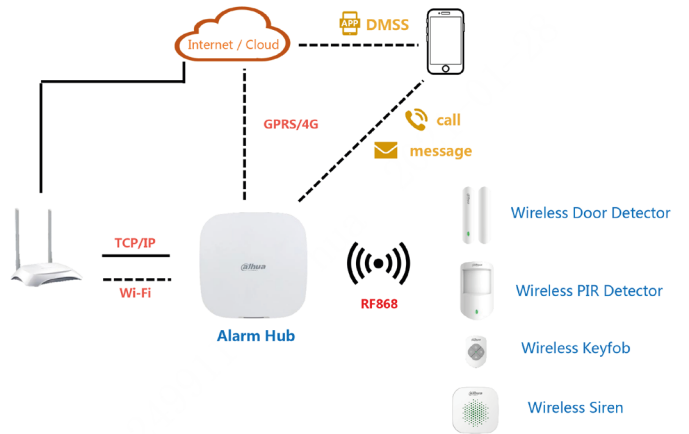 APP DMSS
Internet / Cloud
GPRS/4G
call
message
Wireless Door Detector
TCP/IP
alhua
Wi-Fi
RF868
Wireless PIR Detector
Alarm Hub
Wireless Keyfob
Wireless Siren